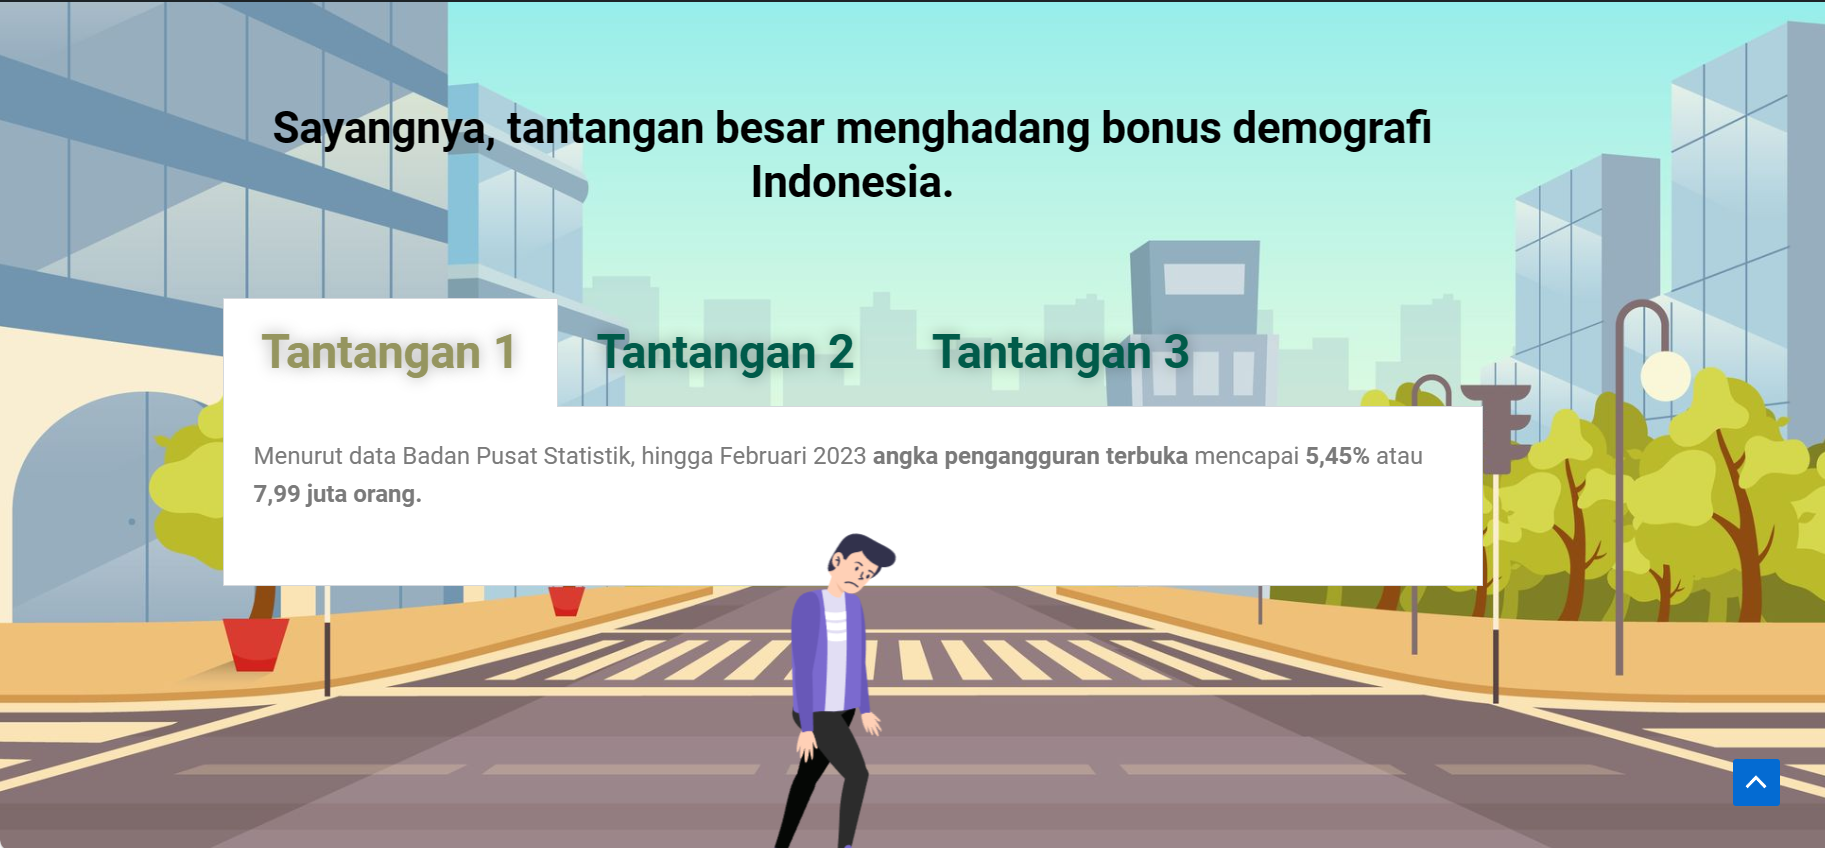 Sayangnya, tantangan besar menghadang bonus demografi
Indonesia.
Tantangan 1
Tantangan 2
Tantangan 3
Menurut data Badan Pusat Statistik, hingga Februari 2023 angka pengangguran terbuka mencapai 5,45% atau
7,99 juta orang.